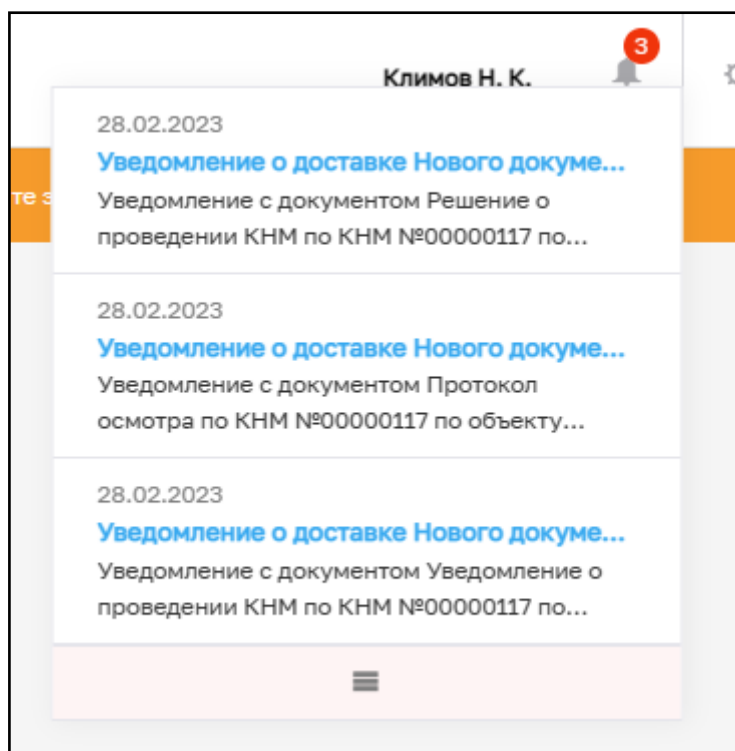 3
Климов Н. К.
28.02.2023
Уведомление о доставке Нового докуме...
те з
Уведомление с документом Решение о
проведении КНМ по КНМ №00000117 по...
28.02.2023
Уведомление о доставке Нового докуме...
Уведомление с документом Протокол
осмотра по КНМ №00000117 по объекту...
28.02.2023
Уведомление о доставке Нового докуме...
Уведомление с документом Уведомление о
проведении КНМ по КНМ №00000117 по...